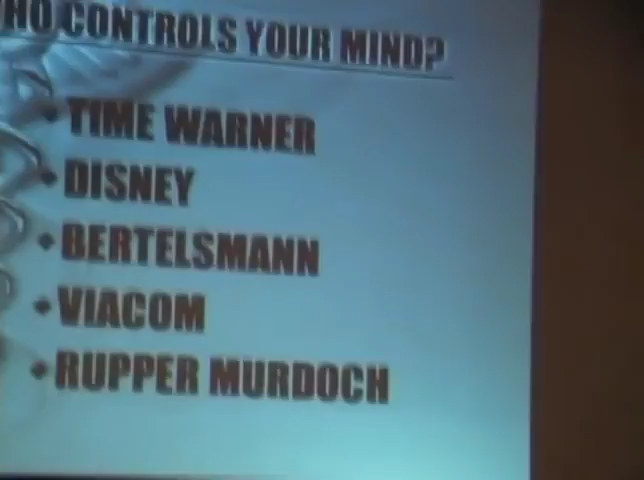 HO CONTROLS YOUR MIND?
• TIME WARNER
• DISNEY
• BERTELSMANN
• VIACOM
• RUPPER MURDOCH